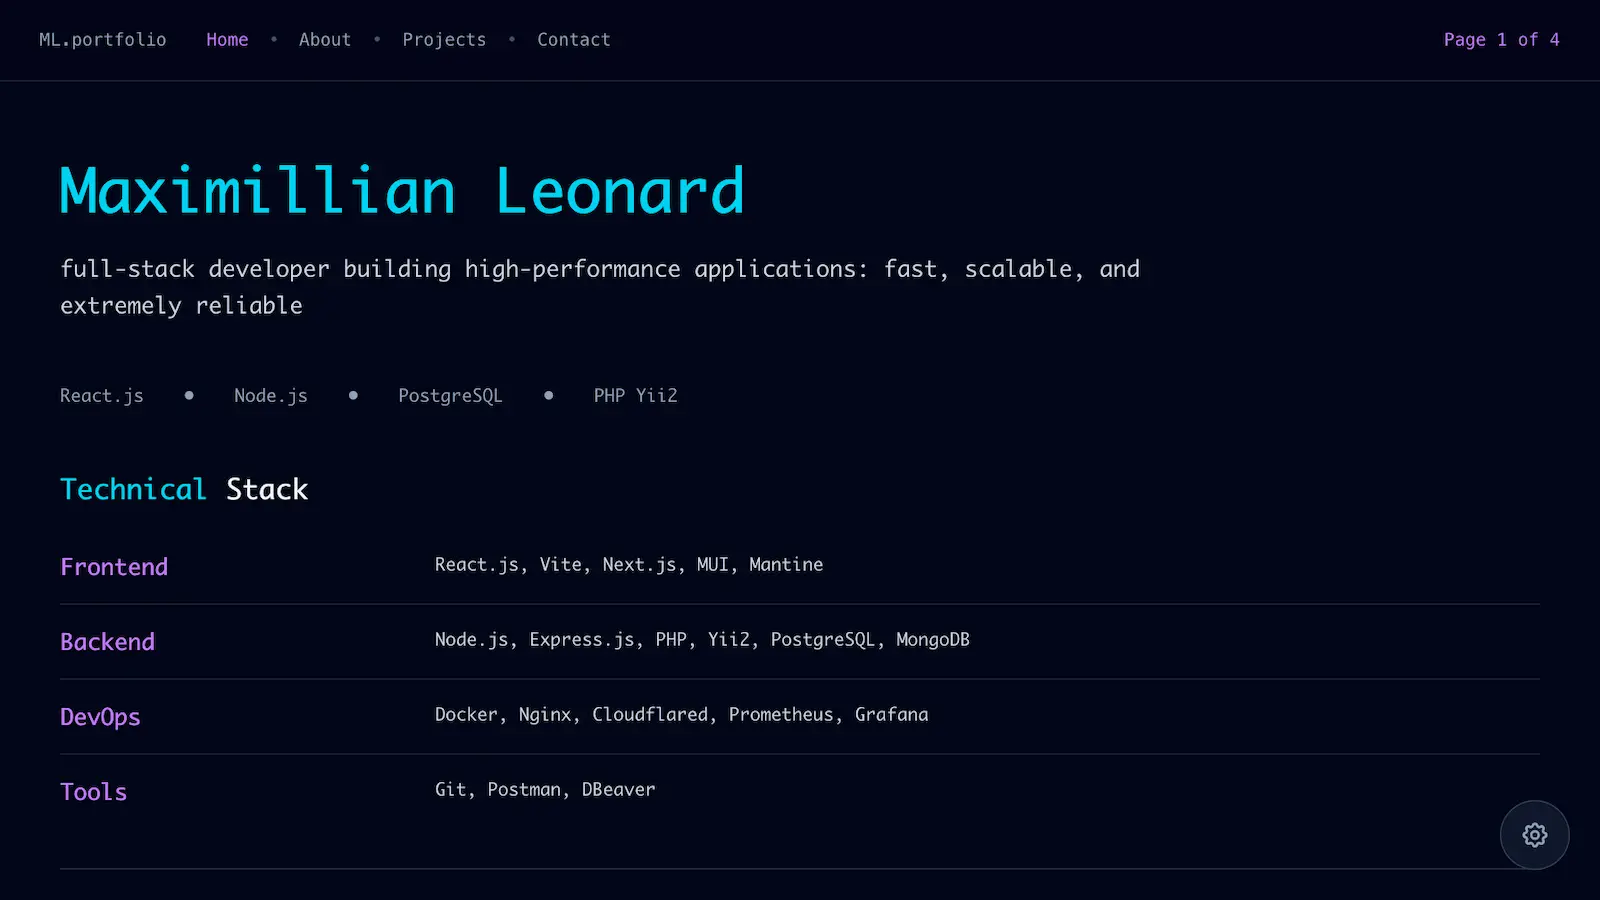 ML.portfolio Home • About • Projects • Contact Page 1 of 4
Maximillian Leonard
full-stack developer building high-performance applications: fast, scalable, and
extremely reliable
React.js • Node.js • PostgreSQL • PHP Yii2
Technical Stack
Frontend React.js, Vite, Next.js, MUI, Mantine
Backend Node.js, Express.js, PHP, Yii2, PostgreSQL, MongoDB
DevOps Docker, Nginx, Cloudflared, Prometheus, Grafana
Tools Git, Postman, DBeaver